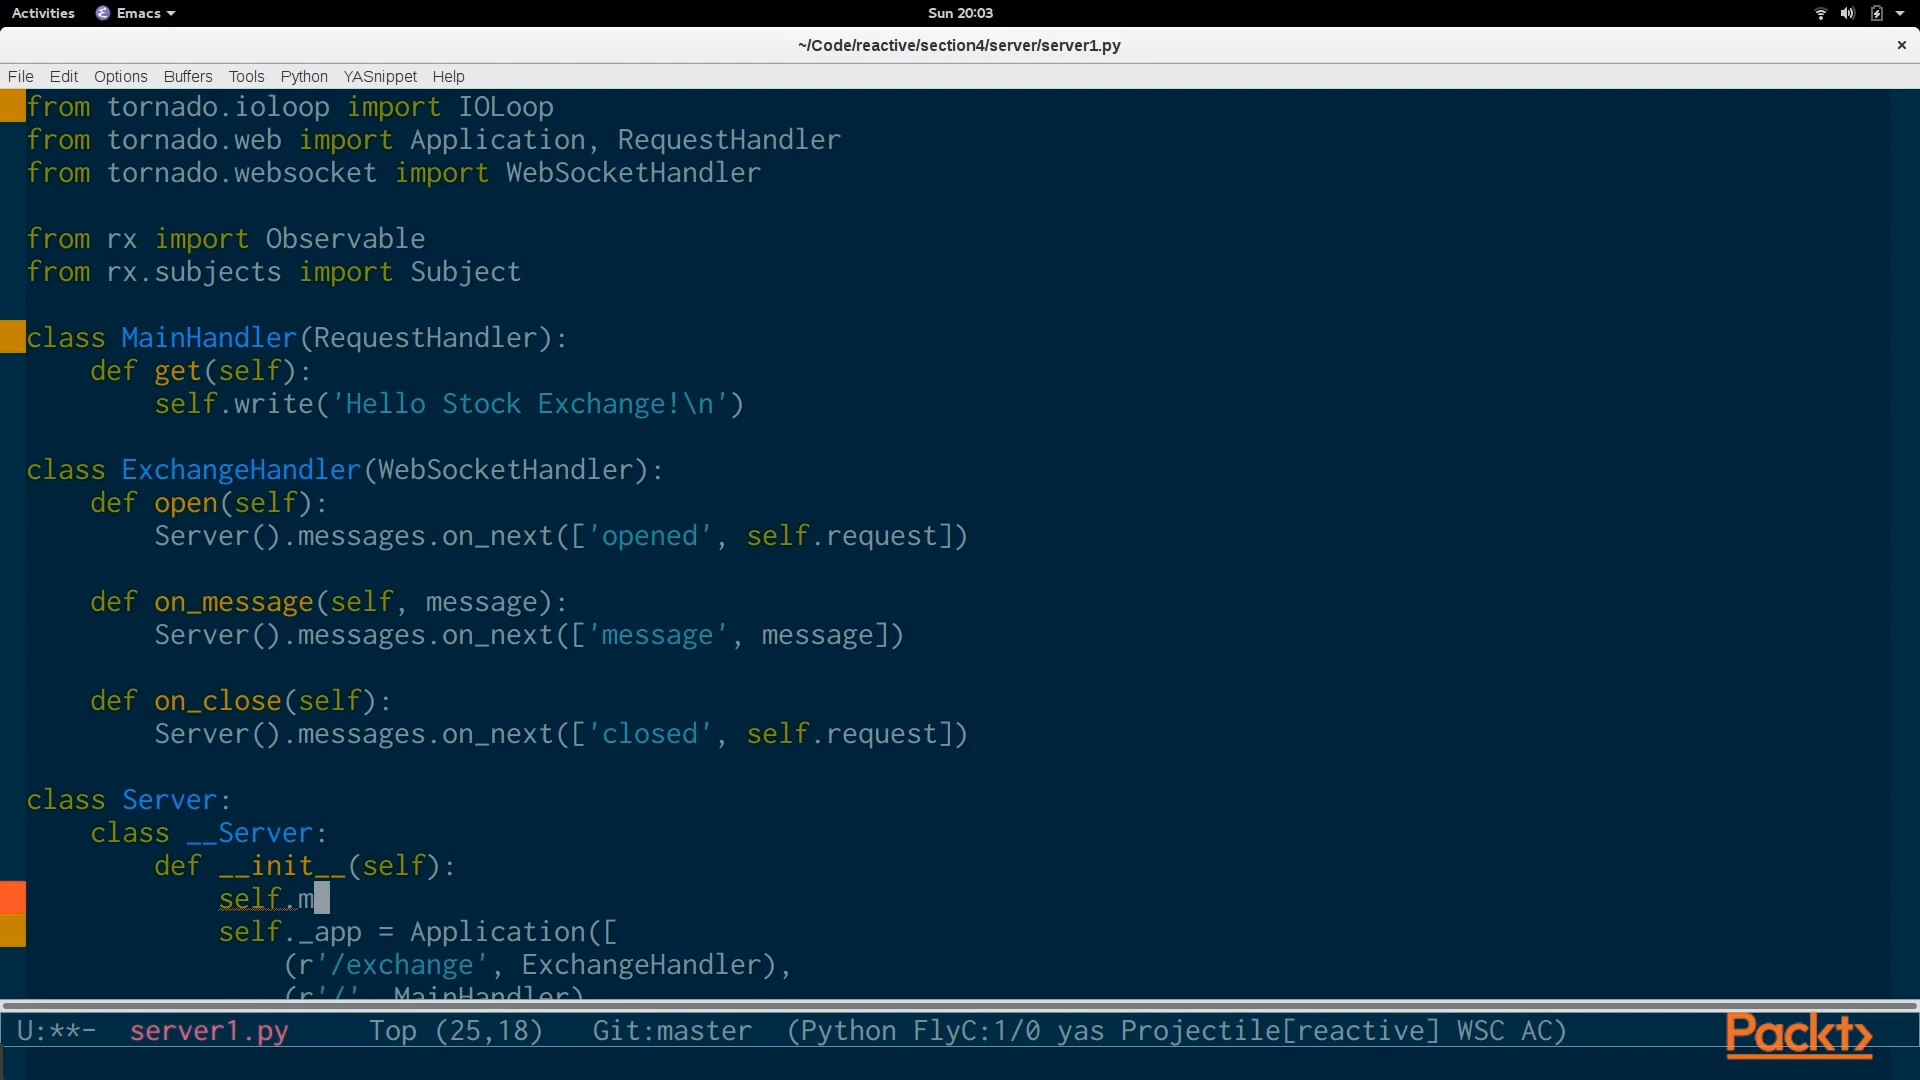 Activities Emacs Sun 20:03
~/Code/reactive/section4/server/server1.py ×
File Edit Options Buffers Tools Python YASnippet Help
from tornado.ioloop import IOLoop
from tornado.web import Application, RequestHandler
from tornado.websocket import WebSocketHandler
from rx import Observable
from rx.subjects import Subject
class MainHandler(RequestHandler):
    def get(self):
        self.write('Hello Stock Exchange!\n')
class ExchangeHandler(WebSocketHandler):
    def open(self):
        Server().messages.on_next(['opened', self.request])
    def on_message(self, message):
        Server().messages.on_next(['message', message])
    def on_close(self):
        Server().messages.on_next(['closed', self.request])
class Server:
    class __Server:
        def __init__(self):
            self.m
            self._app = Application([
                (r'/exchange', ExchangeHandler),
                (r'/', MainHandler)
U:**- server1.py Top (25,18) Git:master (Python FlyC:1/0 yas Projectile[reactive] WSC AC)
Packt>